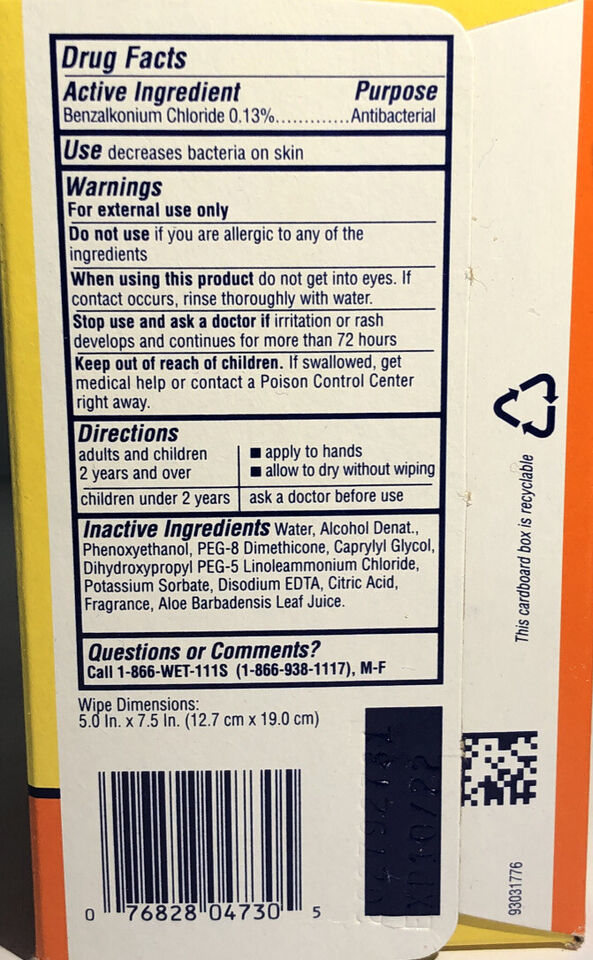 Drug Facts
Active Ingredient Purpose
Benzalkonium Chloride 0.13%.............Antibacterial
Use decreases bacteria on skin
Warnings
For external use only
Do not use if you are allergic to any of the
ingredients
When using this product do not get into eyes. If
contact occurs, rinse thoroughly with water.
Stop use and ask a doctor if irritation or rash
develops and continues for more than 72 hours
Keep out of reach of children. If swallowed, get
medical help or contact a Poison Control Center
right away.
Directions
adults and children
2 years and over
■ apply to hands
■ allow to dry without wiping
children under 2 years ask a doctor before use
Inactive Ingredients Water, Alcohol Denat.,
Phenoxyethanol, PEG-8 Dimethicone, Caprylyl Glycol,
Dihydroxypropyl PEG-5 Linoleammonium Chloride,
Potassium Sorbate, Disodium EDTA, Citric Acid,
Fragrance, Aloe Barbadensis Leaf Juice.
Questions or Comments?
Call 1-866-WET-111S (1-866-938-1117), M-F
Wipe Dimensions:
5.0 In. x 7.5 In. (12.7 cm x 19.0 cm)
0 76828 04730 5
EXP10/22
This cardboard box is recyclable
93031776